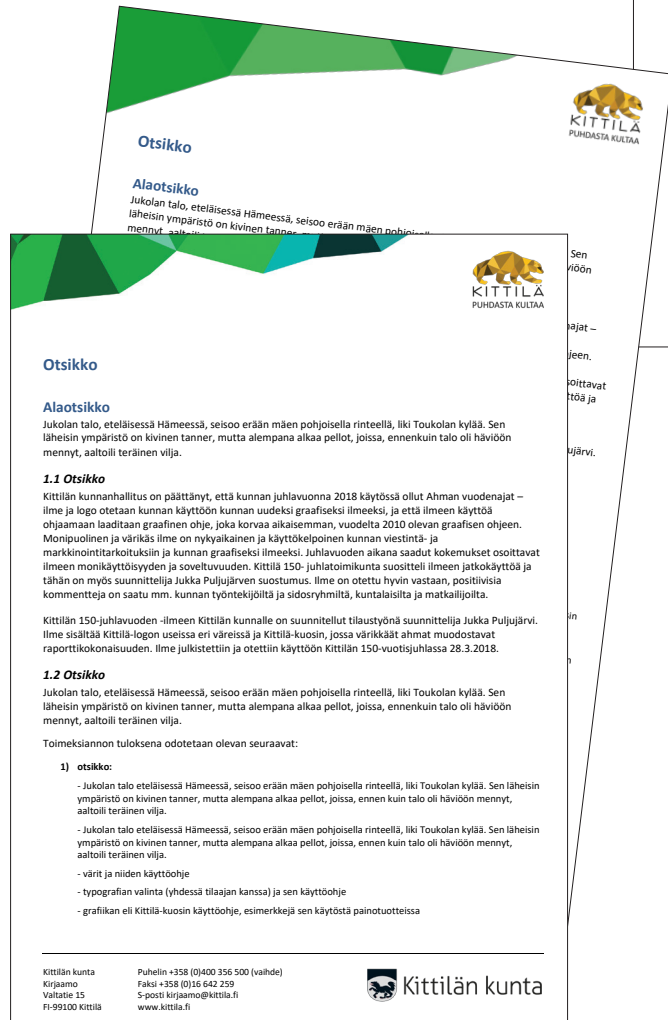 KITTILÄ
PUHDASTA KULTAA
Otsikko
Alaotsikko
Jukolan talo, eteläisessä Hämeessä, seisoo erään mäen
läheisin ympäristö on kivinen tanner,
mennyt,
Sen
häviöön
jeen.
soittavat
ttöä ja
ujärvi.
KITTILÄ
PUHDASTA KULTAA
Otsikko
Alaotsikko
Jukolan talo, eteläisessä Hämeessä, seisoo erään mäen pohjoisella rinteellä, liki Toukolan kylää. Sen
läheisin ympäristö on kivinen tanner, mutta alempana alkaa pellot, joissa, ennenkuin talo oli häviöön
mennyt, aaltoili teräinen vilja.
1.1 Otsikko
Kittilän kunnanhallitus on päättänyt, että kunnan juhlavuonna 2018 käytössä ollut Ahman vuodenajat –
ilme ja logo otetaan kunnan käyttöön kunnan uudeksi graafiseksi ilmeeksi, ja että ilmeen käyttöä
ohjaamaan laaditaan graafinen ohje, joka korvaa aikaisemman, vuodelta 2010 olevan graafisen ohjeen.
Monipuolinen ja värikäs ilme on nykyaikainen ja käyttökelpoinen kunnan viestintä- ja
markkinointitarkoituksiin ja kunnan graafiseksi ilmeeksi. Juhlavuoden aikana saadut kokemukset osoittavat
ilmeen monikäyttöisyyden ja soveltuvuuden. Kittilä 150- juhlatoimikunta suositteli ilmeen jatkokäyttöä ja
tähän on myös suunnittelija Jukka Puljujärven suostumus. Ilme on otettu hyvin vastaan, positiivisia
kommentteja on saatu mm. kunnan työntekijöiltä ja sidosryhmiltä, kuntalaisilta ja matkailijoilta.
Kittilän 150-juhlavuoden -ilmeen Kittilän kunnalle on suunnitellut tilaustyönä suunnittelija Jukka Puljujärvi.
Ilme sisältää Kittilä-logon useissa eri väreissä ja Kittilä-kuosin, jossa värikkäät ahmat muodostavat
raporttikokonaisuuden. Ilme julkistettiin ja otettiin käyttöön Kittilän 150-vuotisjuhlassa 28.3.2018.
1.2 Otsikko
Jukolan talo, eteläisessä Hämeessä, seisoo erään mäen pohjoisella rinteellä, liki Toukolan kylää. Sen
läheisin ympäristö on kivinen tanner, mutta alempana alkaa pellot, joissa, ennenkuin talo oli häviöön
mennyt, aaltoili teräinen vilja.
Toimeksiannon tuloksena odotetaan olevan seuraavat:
1) otsikko:
- Jukolan talo eteläisessä Hämeessä, seisoo erään mäen pohjoisella rinteellä, liki Toukolan kylää. Sen läheisin
ympäristö on kivinen tanner, mutta alempana alkaa pellot, joissa, ennen kuin talo oli häviöön mennyt,
aaltoili teräinen vilja.
- Jukolan talo eteläisessä Hämeessä, seisoo erään mäen pohjoisella rinteellä, liki Toukolan kylää. Sen läheisin
ympäristö on kivinen tanner, mutta alempana alkaa pellot, joissa, ennen kuin talo oli häviöön mennyt,
aaltoili teräinen vilja.
- värit ja niiden käyttöohje
- typografian valinta (yhdessä tilaajan kanssa) ja sen käyttöohje
- grafiikan eli Kittilä-kuosin käyttöohje, esimerkkejä sen käytöstä painotuotteissa
Kittilän kunta
Kirjaamo
Valtatie 15
FI-99100 Kittilä
Puhelin +358 (0)400 356 500 (vaihde)
Faksi +358 (0)16 642 259
S-posti kirjaamo@kittila.fi
www.kittila.fi
Kittilän kunta